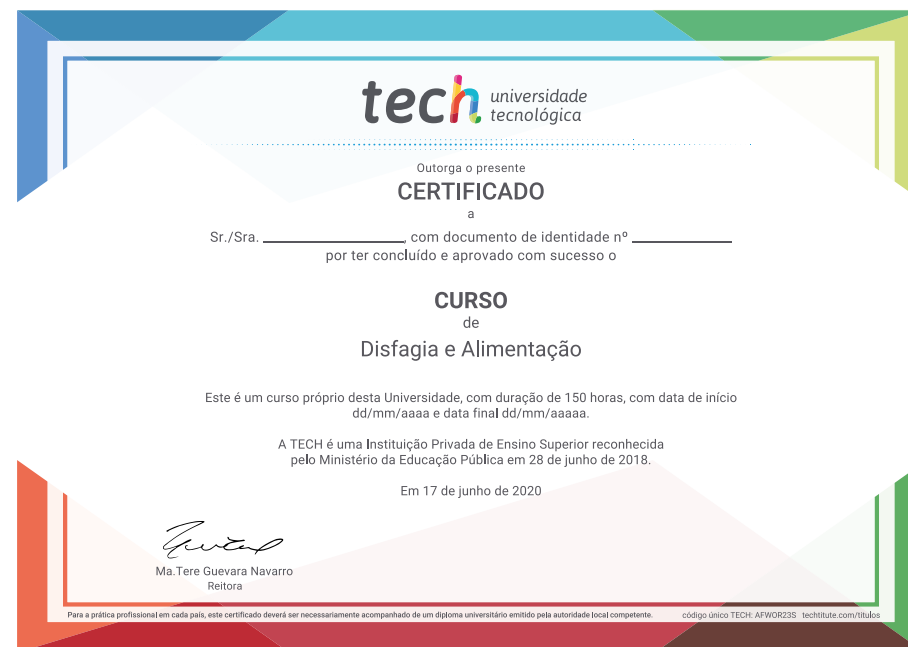 tech universidade
tecnológica
Outorga o presente
CERTIFICADO
a
Sr./Sra. ____________, com documento de identidade nº ____________
por ter concluído e aprovado com sucesso o
CURSO
de
Disfagia e Alimentação
Este é um curso próprio desta Universidade, com duração de 150 horas, com data de início
dd/mm/aaaa e data final dd/mm/aaaaa.
A TECH é uma Instituição Privada de Ensino Superior reconhecida
pelo Ministério da Educação Pública em 28 de junho de 2018.
Em 17 de junho de 2020
Ma.Tere Guevara Navarro
Reitora
Para a prática profissional em cada país, este certificado deverá ser necessariamente acompanhado de um diploma universitário emitido pela autoridade local competente. código único TECH: AFWOR23S techtitute.com/titulos